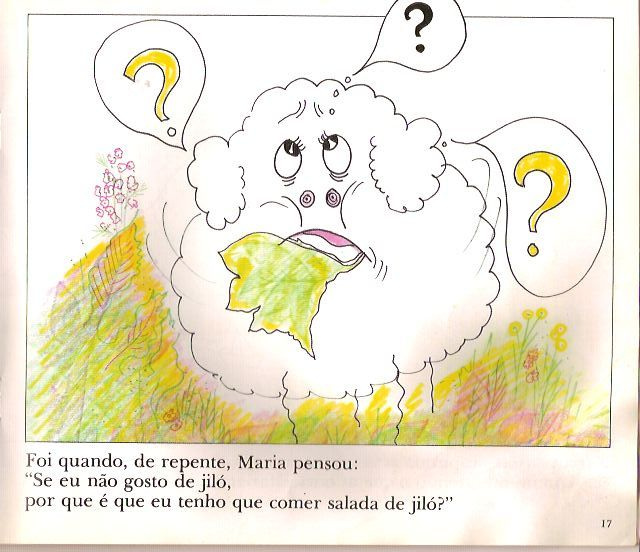 ?
?
?
Foi quando, de repente, Maria pensou:
“Se eu não gosto de jiló,
por que é que eu tenho que comer salada de jiló?”
17